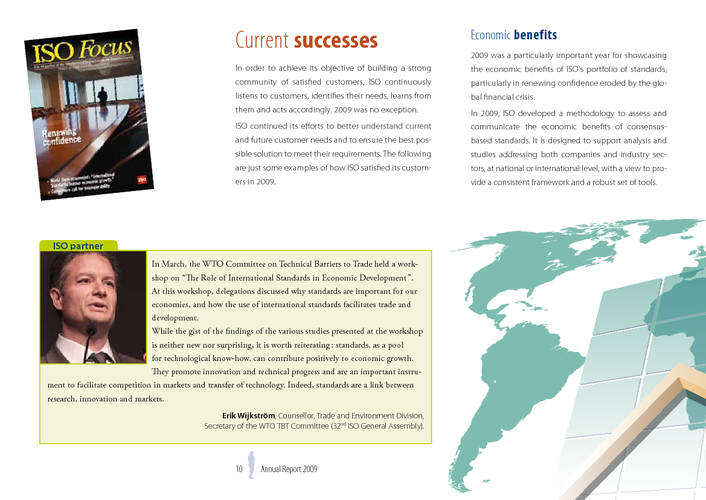 ISO Focus
Renewing
confidence
Current successes
In order to achieve its objective of building a strong
community of satisfied customers, ISO continuously
listens to customers, identifies their needs, learns from
them and acts accordingly. 2009 was no exception.
ISO continued its efforts to better understand current
and future customer needs and to ensure the best pos-
sible solution to meet their requirements. The following
are just some examples of how ISO satisfied its custom-
ers in 2009.
Economic benefits
2009 was a particularly important year for showcasing
the economic benefits of ISO's portfolio of standards,
particularly in renewing confidence eroded by the glo-
bal financial crisis.
In 2009, ISO developed a methodology to assess and
communicate the economic benefits of consensus-
based standards. It is designed to support analysis and
studies addressing both companies and industry sec-
tors, at national or international level, with a view to pro-
vide a consistent framework and a robust set of tools.
ISO partner
In March, the WTO Committee on Technical Barriers to Trade held a work-
shop on “The Role of International Standards in Economic Development”.
At this workshop, delegations discussed why standards are important for our
economies, and how the use of international standards facilitates trade and
development.
While the gist of the findings of the various studies presented at the workshop
is neither new nor surprising, it is worth reiterating : standards, as a pool
for technological know-how, can contribute positively to economic growth.
They promote innovation and technical progress and are an important instru-
ment to facilitate competition in markets and transfer of technology. Indeed, standards are a link between
research, innovation and markets.
Erik Wijkström, Counsellor, Trade and Environment Division,
Secretary of the WTO TBT Committee (32nd ISO General Assembly).
10 Annual Report 2009